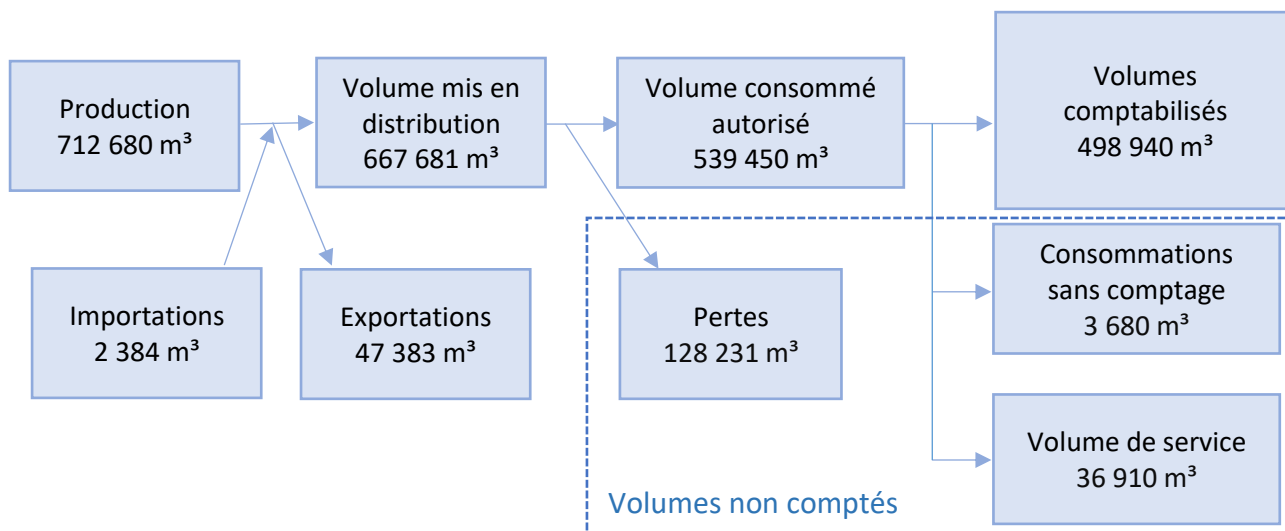 Production
712 680 m³
Volume mis en
distribution
667 681 m³
Volume consommé
autorisé
539 450 m³
Volumes
comptabilisés
498 940 m³
Importations
2 384 m³
Exportations
47 383 m³
Pertes
128 231 m³
Consommations
sans comptage
3 680 m³
Volume de service
36 910 m³
Volumes non comptés